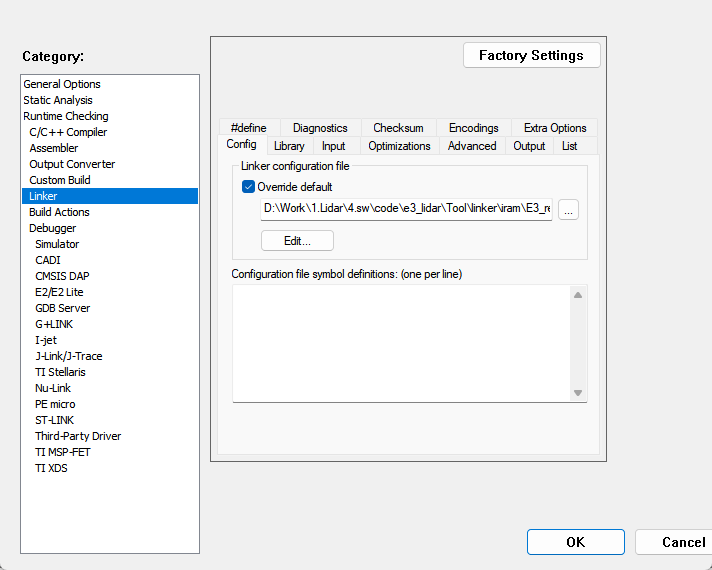 Category:
General Options
Static Analysis
Runtime Checking
C/C++ Compiler
Assembler
Output Converter
Custom Build
Linker
Build Actions
Debugger
Simulator
CADI
CMSIS DAP
E2/E2 Lite
GDB Server
G+LINK
I-jet
J-Link/J-Trace
TI Stellaris
Nu-Link
PE micro
ST-LINK
Third-Party Driver
TI MSP-FET
TI XDS
Factory Settings
#define Diagnostics Checksum Encodings Extra Options
Config Library Input Optimizations Advanced Output List
Linker configuration file
Override default
D:\Work\1.Lidar\4.sw\code\e3_lidar\Tool\linker\iram\E3_re
...
Edit...
Configuration file symbol definitions: (one per line)
OK Cancel